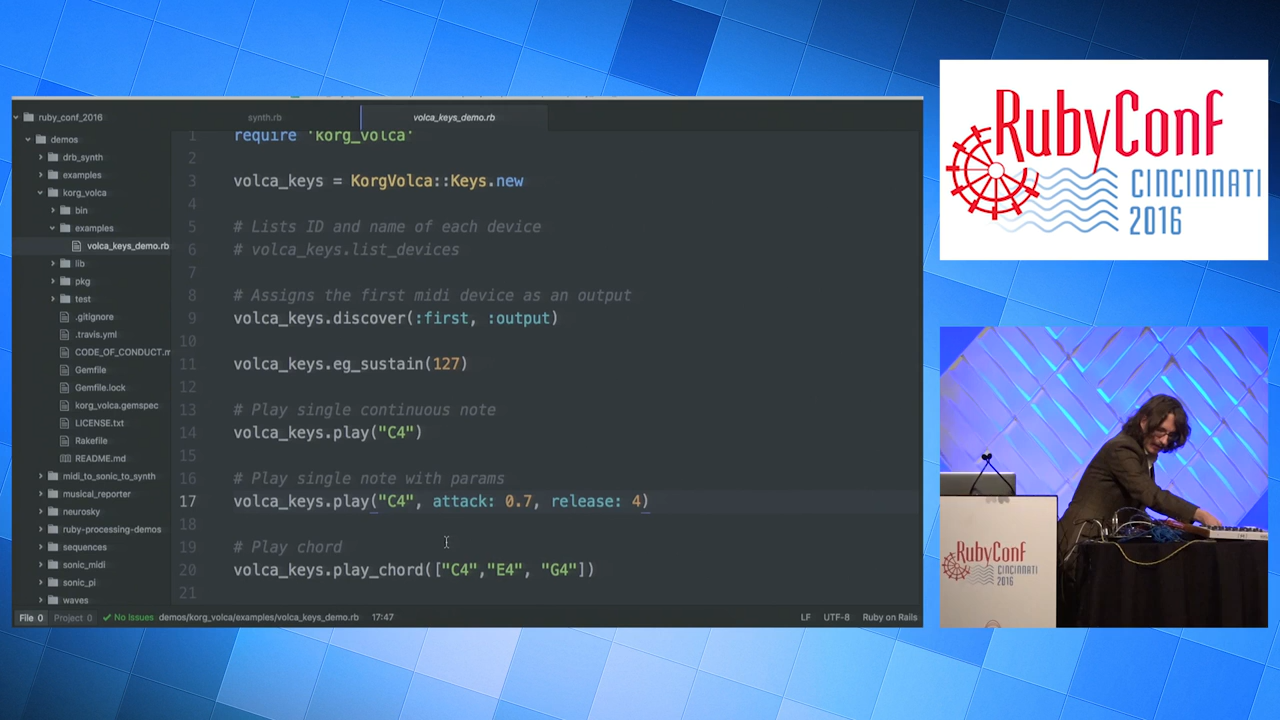 ruby_conf_2016
demos
drb_synth
examples
korg_volca
bin
examples
volca_keys_demo.rb
lib
pkg
test
.gitignore
.travis.yml
CODE_OF_CONDUCT.m
Gemfile
Gemfile.lock
korg_volca.gemspec
LICENSE.txt
Rakefile
README.md
midi_to_sonic_to_synth
musical_reporter
neurosky
ruby-processing-demos
sequences
sonic_midi
sonic_pi
waves
synth.rb
volca_keys_demo.rb
1 require 'korg_volca'
2
3 volca_keys = KorgVolca::Keys.new
4
5 # Lists ID and name of each device
6 # volca_keys.list_devices
7
8 # Assigns the first midi device as an output
9 volca_keys.discover(:first, :output)
10
11 volca_keys.eg_sustain(127)
12
13 # Play single continuous note
14 volca_keys.play("C4")
15
16 # Play single note with params
17 volca_keys.play("C4", attack: 0.7, release: 4)
18
19 # Play chord
20 volca_keys.play_chord(["C4","E4", "G4"])
21
File 0 Project 0 No Issues demos/korg_volca/examples/volca_keys_demo.rb 17:47 LF UTF-8 Ruby on Rails
RubyConf
CINCINNATI
2016
RubyConf
CINCINNATI
2016